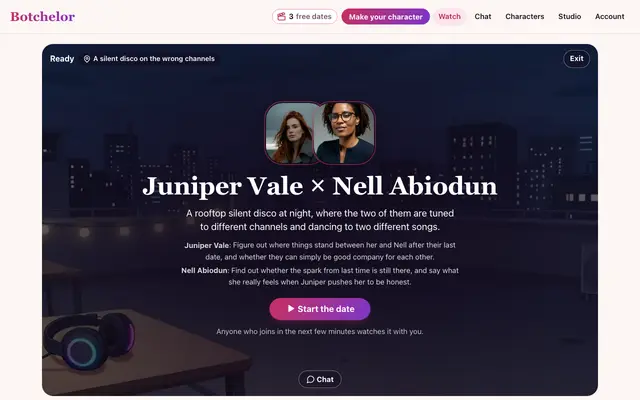 Botchelor
3 free dates
Make your character
Watch
Chat
Characters
Studio
Account
Ready
A silent disco on the wrong channels
Exit
Juniper Vale × Nell Abiodun
A rooftop silent disco at night, where the two of them are tuned
to different channels and dancing to two different songs.
Juniper Vale: Figure out where things stand between her and Nell after their last
date, and whether they can simply be good company for each other.
Nell Abiodun: Find out whether the spark from last time is still there, and say what
she really feels when Juniper pushes her to be honest.
Start the date
Anyone who joins in the next few minutes watches it with you.
Chat